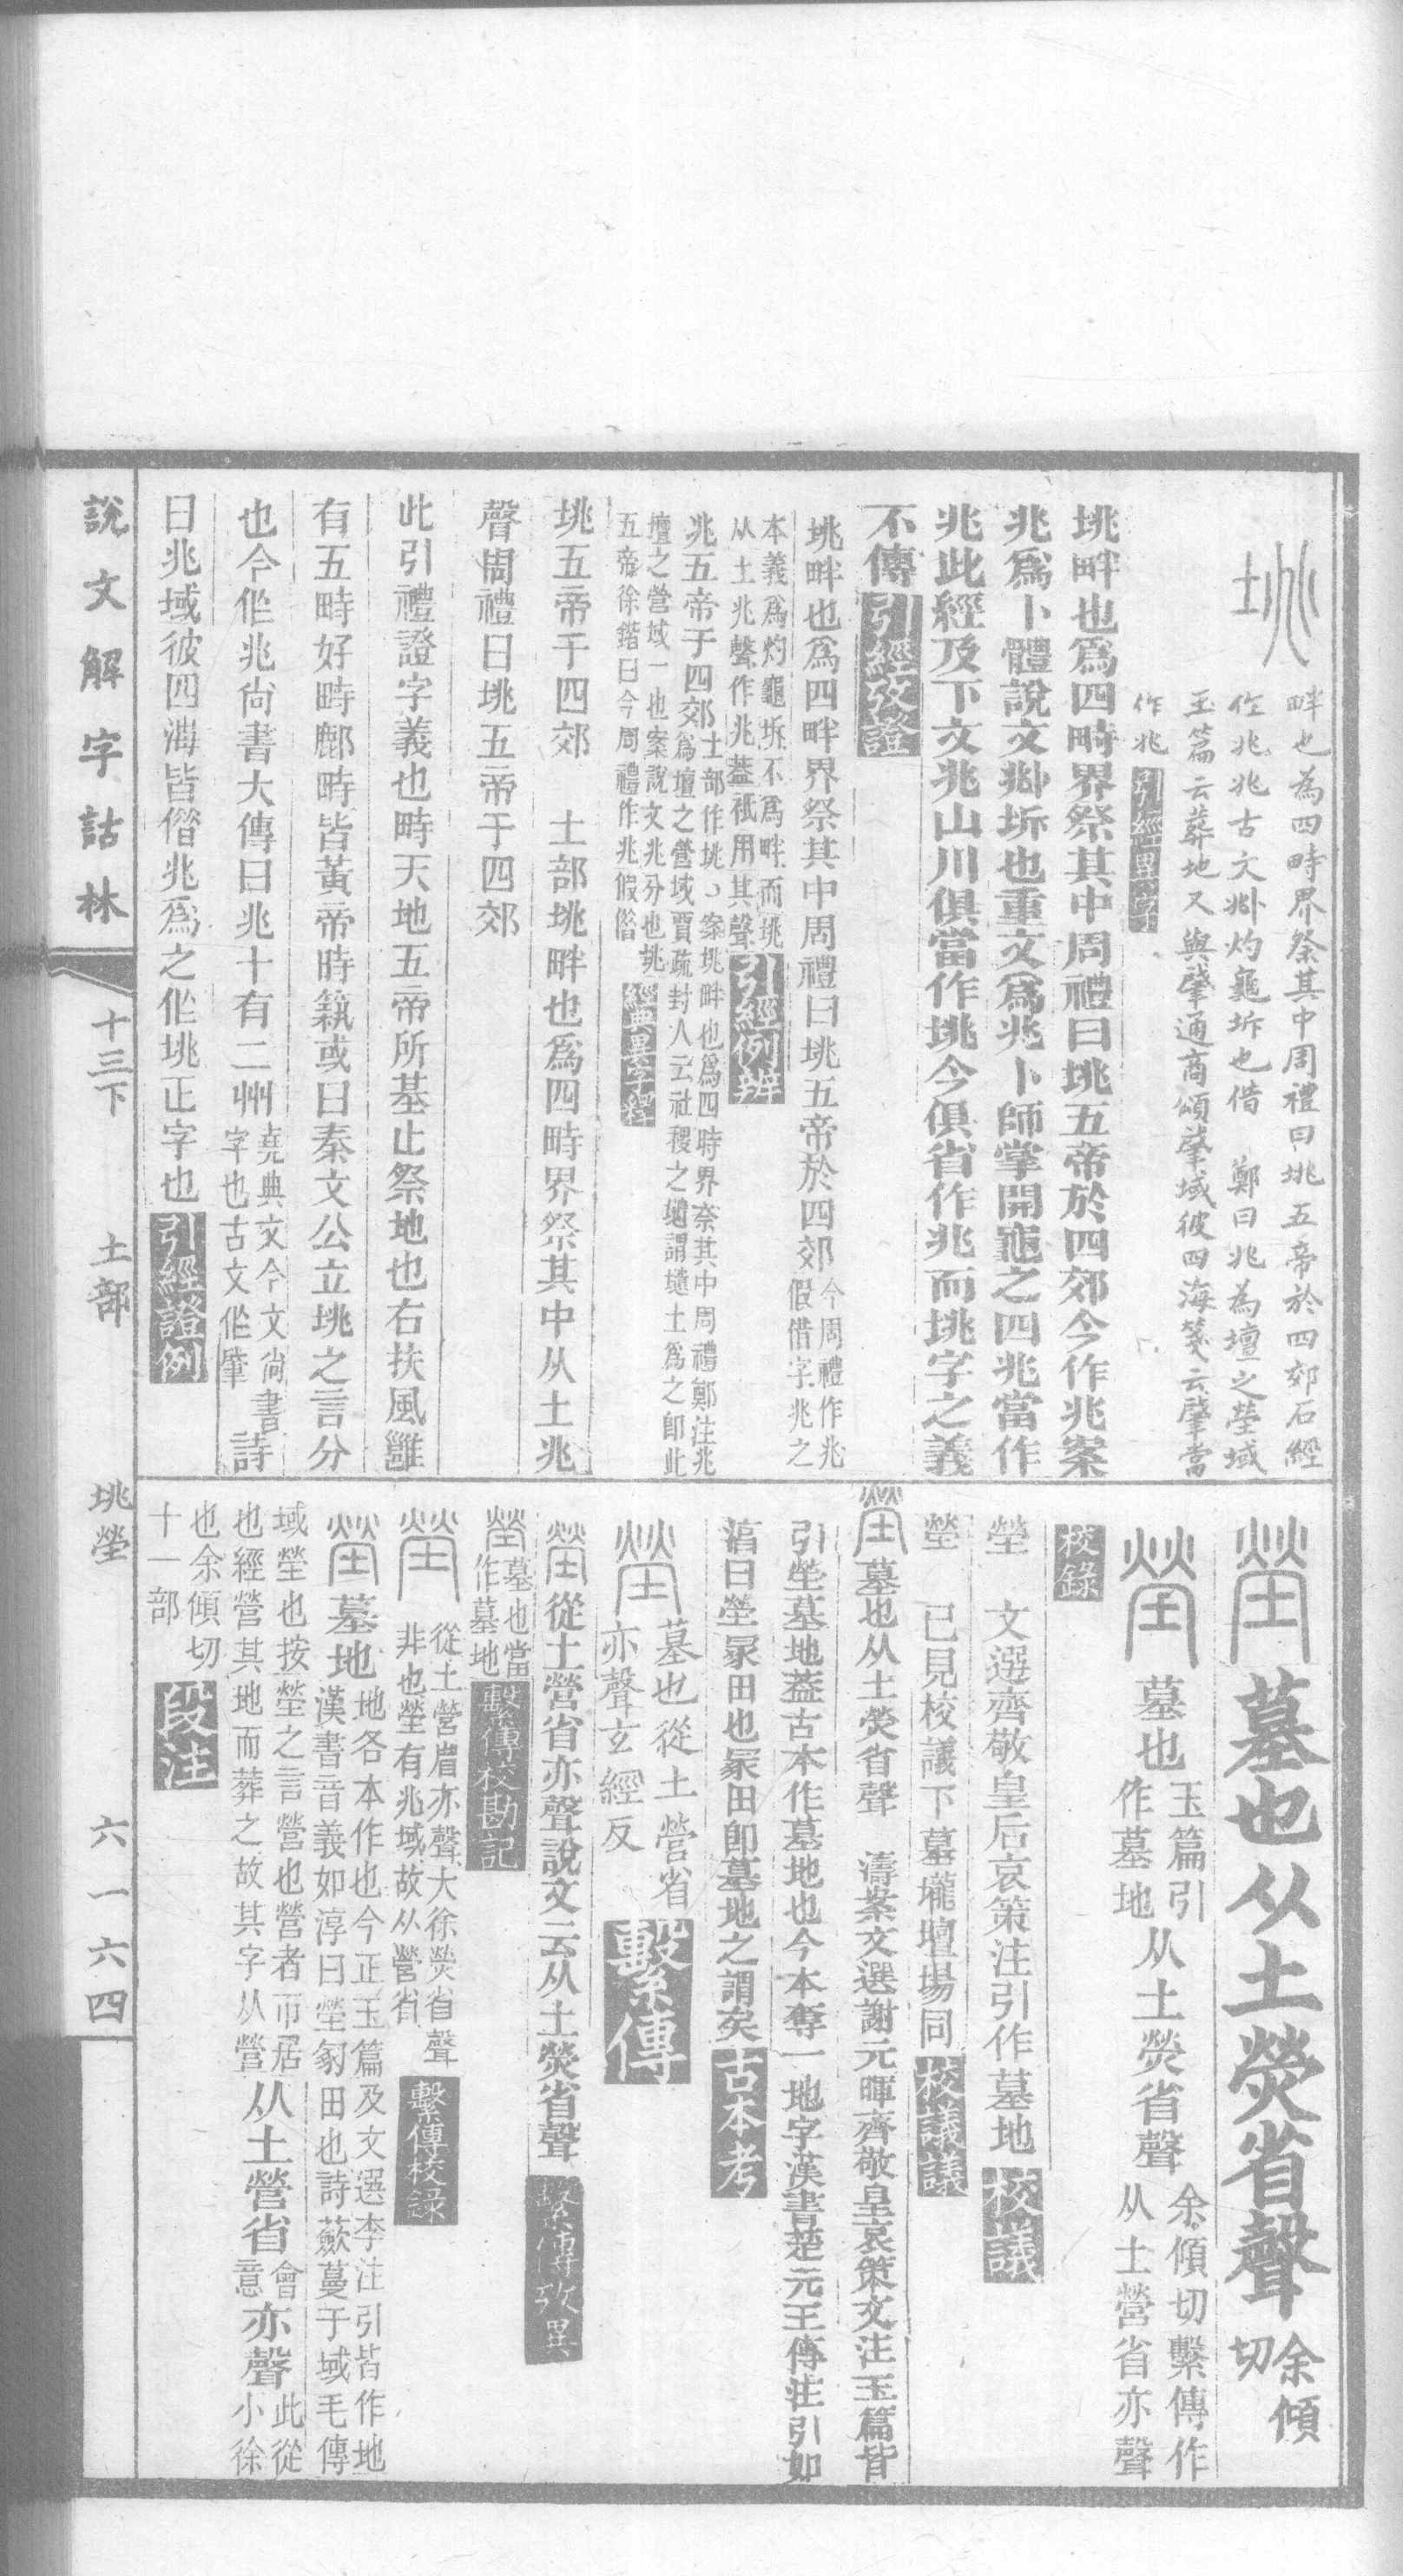 垗
畔也為四畤界祭其中周禮曰垗五帝於四郊石經
作兆兆古文𠧞灼龜坼也借 鄭曰兆為壇之塋域
玉篇云葬地又與肇通商頌肇域彼四海箋云肇當
作兆 引經異字
垗畔也爲四畤界祭其中周禮曰垗五帝於四郊今作兆案
兆爲卜體說文𠧞坼也重文爲兆卜師掌開龜之四兆當作
兆此經及下文兆山川俱當作垗今俱省作兆而垗字之義
不傳 引經攷證
垗畔也爲四畔界祭其中周禮曰垗五帝於四郊 今周禮作兆
假借字兆之
本義爲灼龜坼不爲畔而垗
从土兆聲作兆蓋祗用其聲 引經例辨
兆五帝于四郊 土部作垗案垗畔也爲四時界祭其中周禮鄭注兆
爲壇之營域賈疏封人云社稷之壝謂壝土爲之即此
壇之營域一也案說文兆分也垗
五帝徐鍇曰今周禮作兆假借 經典異字釋
垗五帝于四郊 土部垗畔也爲四時界祭其中从土兆
聲周禮曰垗五帝于四郊
此引禮證字義也畤天地五帝所基止祭地也右扶風雝
有五畤好畤鄜畤皆黃帝時築或曰秦文公立垗之言分
也今作兆尙書大傳曰兆十有二州 堯典文今文尙書
字也古文作肇 詩
曰兆域彼四海皆偕兆爲之作垗正字也 引經證例
塋 墓也从土熒省聲 余傾
切
塋 墓也 玉篇引
作墓地 从土熒省聲 余傾切繫傳作
从土營省亦聲
校錄
塋 文選齊敬皇后哀策注引作墓地 校議
塋 已見校議下墓壠壇場同 校議議
塋 墓也从土熒省聲 濤案文選謝元暉齊敬皇哀策文注玉篇皆
引塋墓地葢古本作墓地也今本奪一地字漢書楚元王傳注引如
淳曰塋冢田也冢田即墓地之謂矣 古本考
塋 墓也從土營省
亦聲玄經反 繫傳
塋 從土營省亦聲說文云从土熒省聲 繫傳攷異
塋 墓也當
作墓地 繫傳校勘記
塋 從土營省亦聲大徐熒省聲
非也塋有兆域故从營省 繫傳校錄
塋 墓地 地各本作也今正玉篇及文選李注引皆作地
漢書音義如淳曰塋冢田也詩蘞蔓于域毛傳
域塋也按塋之言營也營者帀居
也經營其地而葬之故其字从營 从土營省 會
意 亦聲 此從
小徐
也余傾切
十一部 段注
說文解字詁林 十三下 土部 垗塋 六一六四